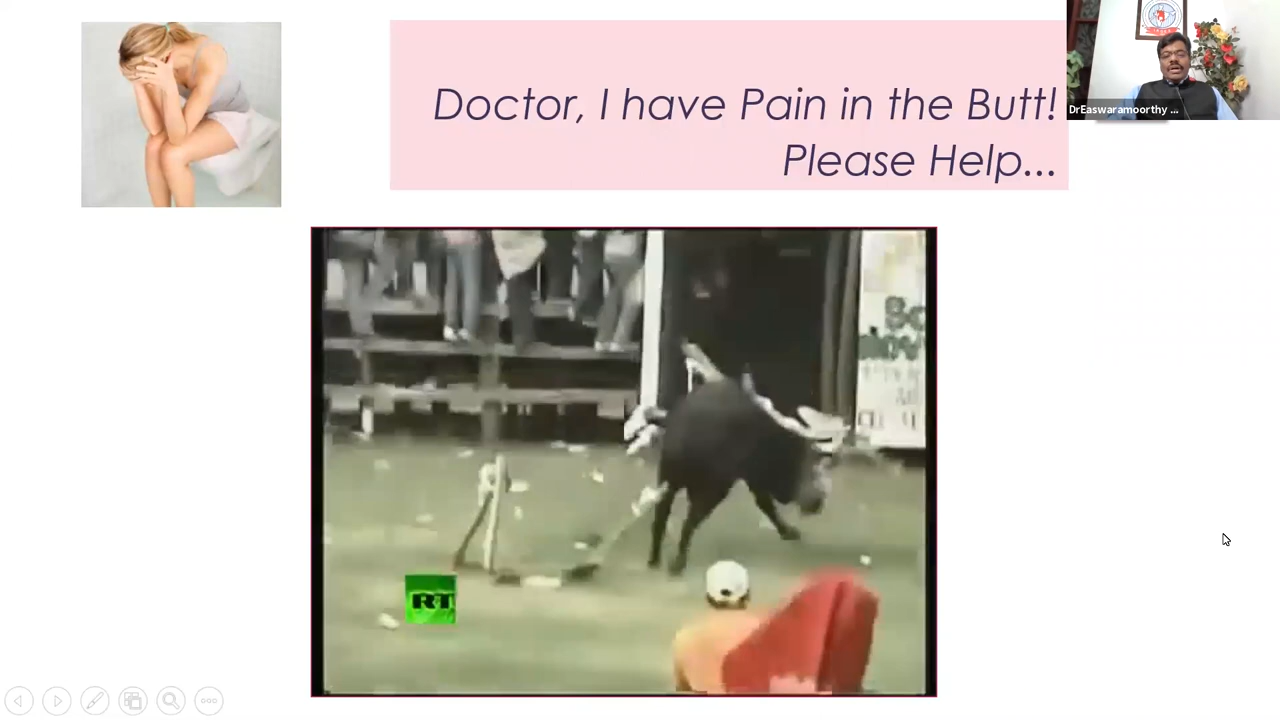 Doctor, I have Pain in the Butt!
Please Help...
DrEaswaramoorthy ...
RT